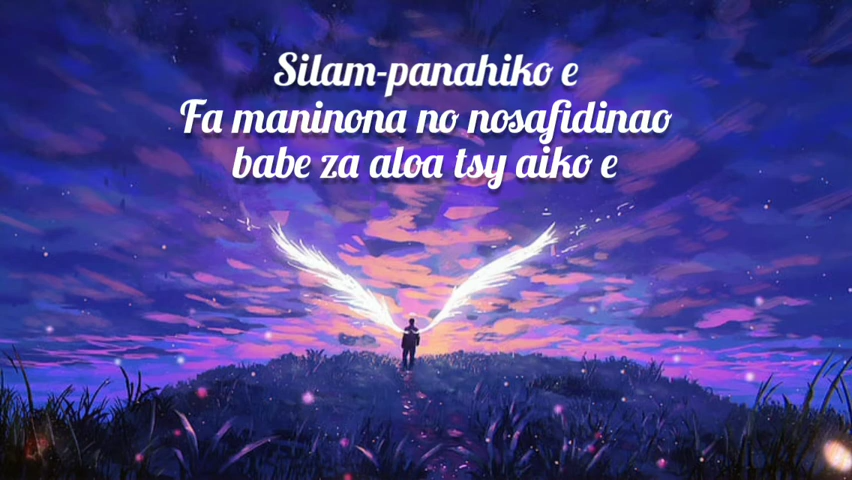 Silam-panahiko e
Fa maninona no nosafidinao
babe za aloa tsy aiko e